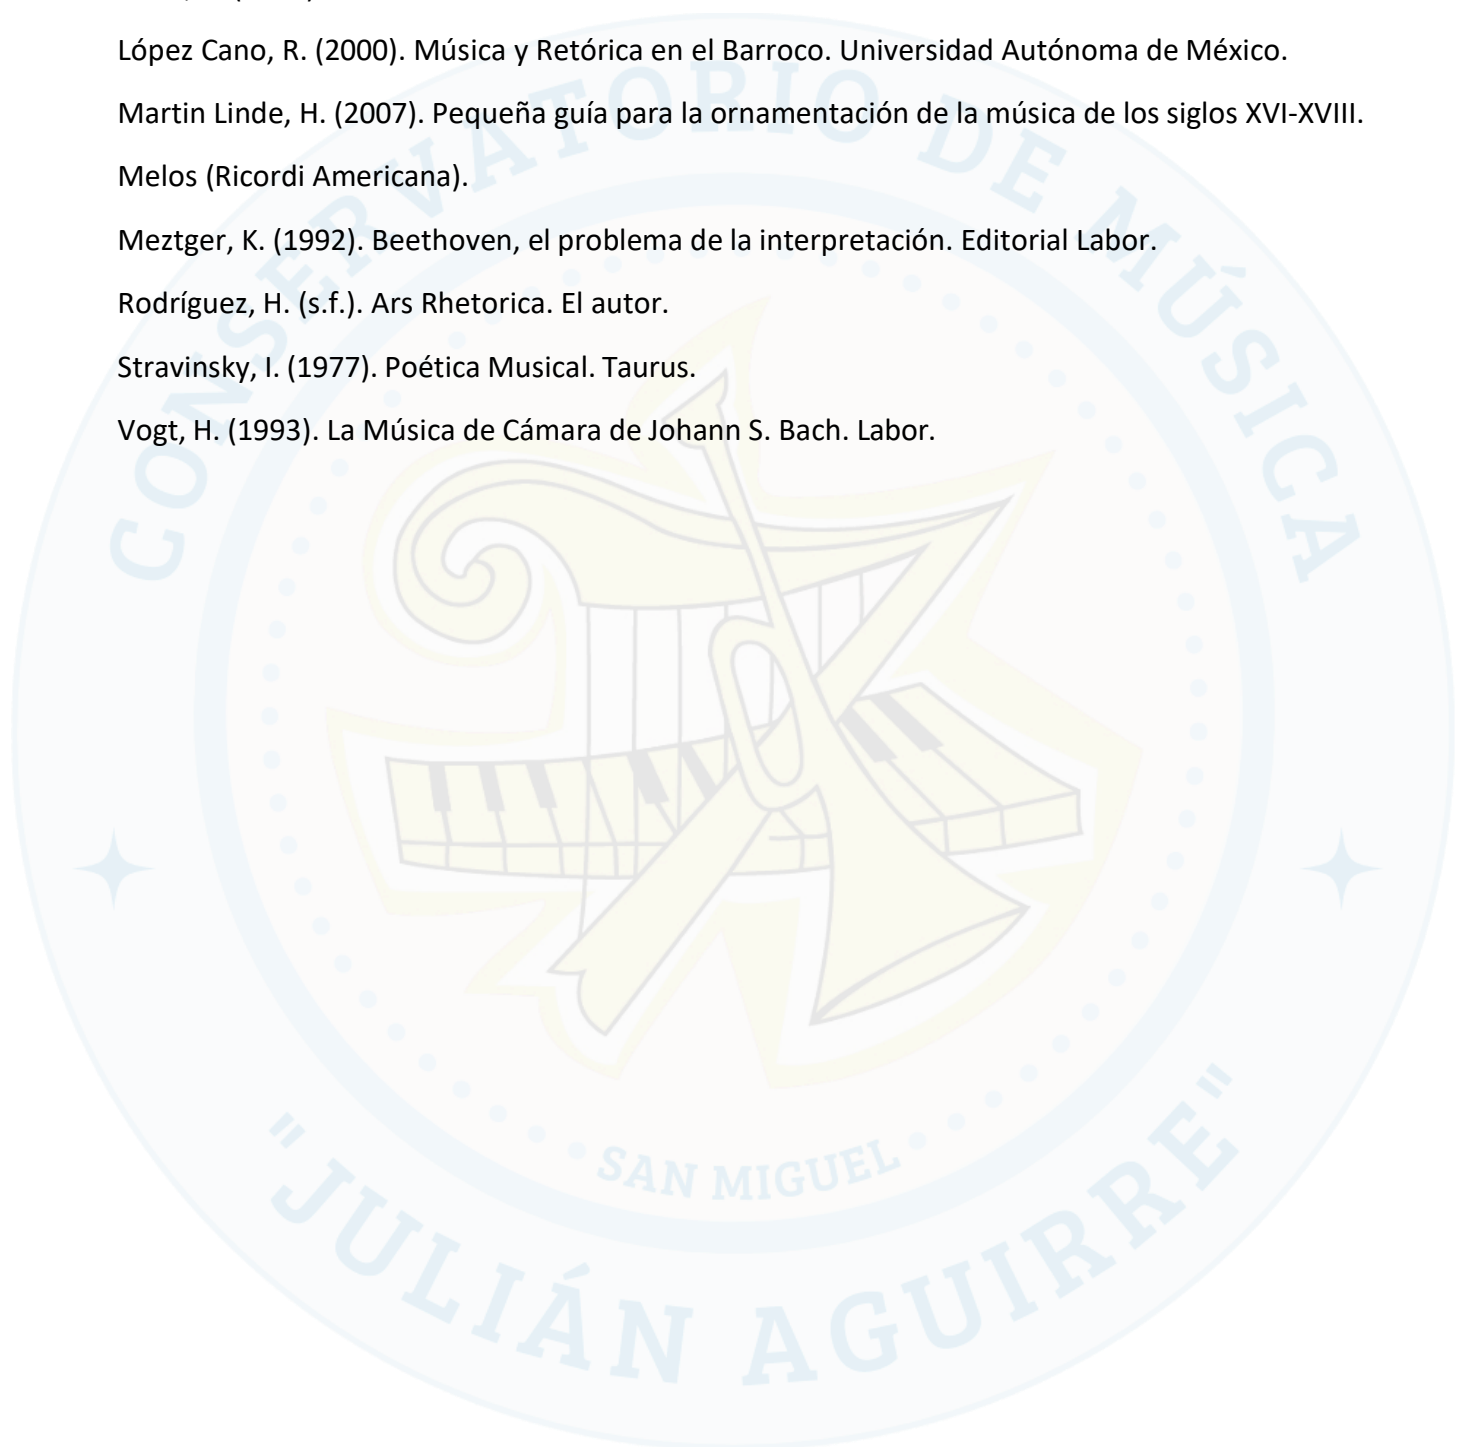 López Cano, R. (2000). Música y Retórica en el Barroco. Universidad Autónoma de México.
Martin Linde, H. (2007). Pequeña guía para la ornamentación de la música de los siglos XVI-XVIII.
Melos (Ricordi Americana).
Meztger, K. (1992). Beethoven, el problema de la interpretación. Editorial Labor.
Rodríguez, H. (s.f.). Ars Rhetorica. El autor.
Stravinsky, I. (1977). Poética Musical. Taurus.
Vogt, H. (1993). La Música de Cámara de Johann S. Bach. Labor.
CONSERVATORIO DE MÚSICA
SAN MIGUEL
"JULIÁN AGUIRRE"